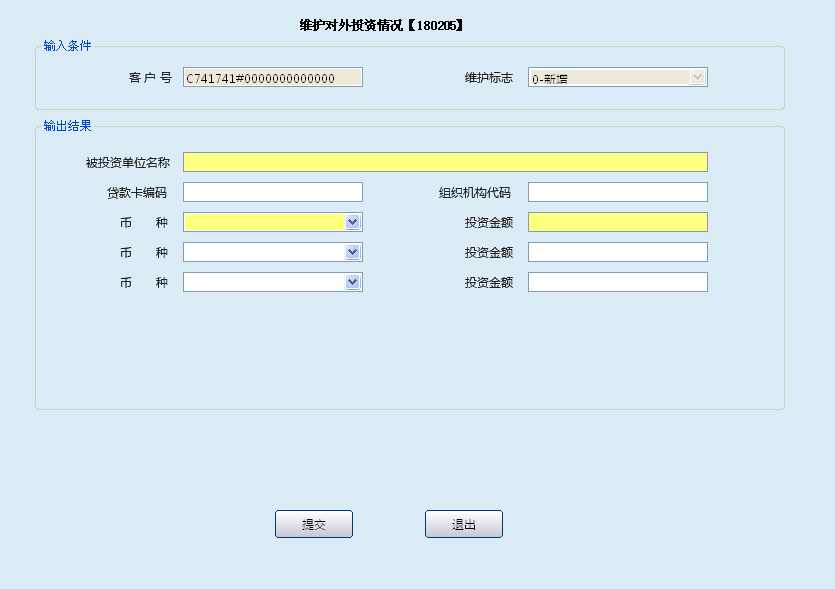 维护对外投资情况【180205】
输入条件
客 户 号 C741741#0000000000000 维护标志 0-新增
输出结果
被投资单位名称
贷款卡编码 组织机构代码
币 种 投资金额
币 种 投资金额
币 种 投资金额
提交 退出